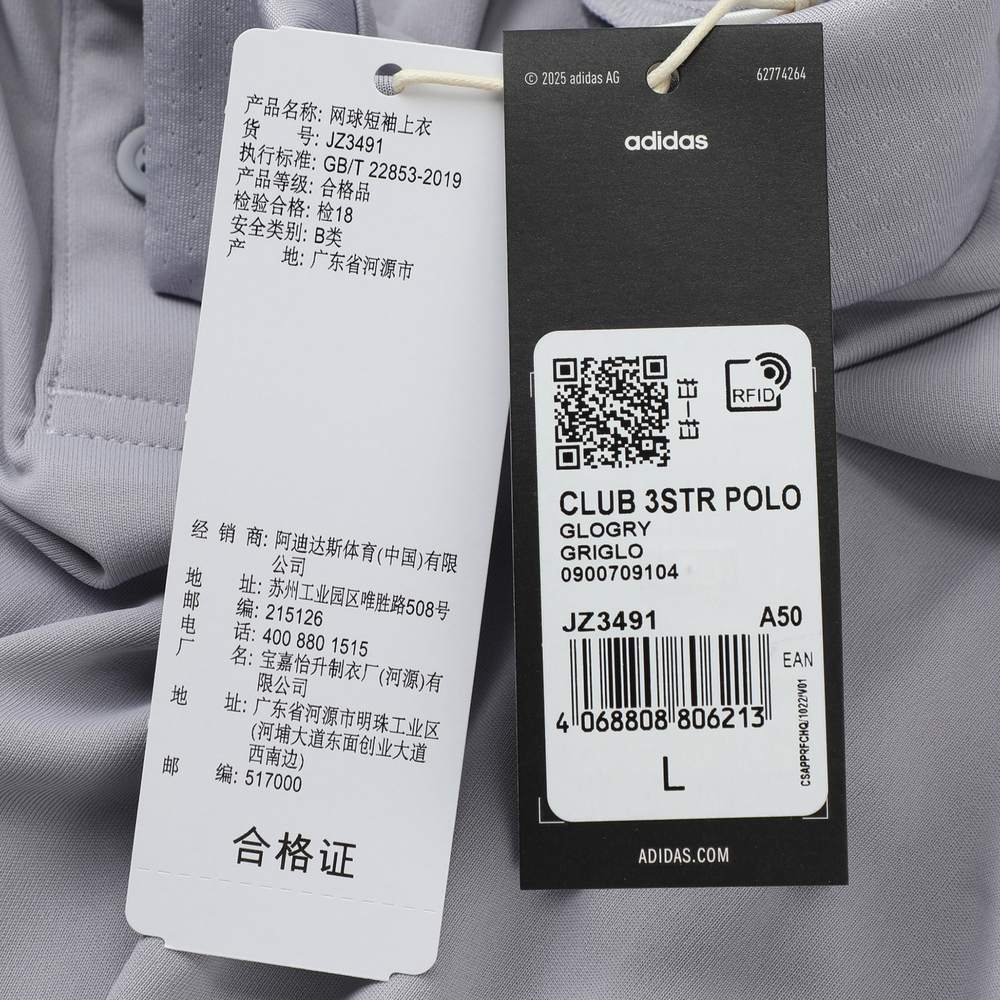 产品名称: 网球短袖上衣
货 号: JZ3491
执行标准: GB/T 22853-2019
产品等级: 合格品
检验合格: 检18
安全类别: B类
产 地: 广东省河源市
经 销 商: 阿迪达斯体育(中国)有限
公司
地 址: 苏州工业园区唯胜路508号
邮 编: 215126
电 话: 400 880 1515
厂 名: 宝嘉怡升制衣厂(河源)有
限公司
地 址: 广东省河源市明珠工业区
(河埔大道东面创业大道
西南边)
邮 编: 517000
合格证
© 2025 adidas AG
62774264
adidas
扫一扫
RFID
CLUB 3STR POLO
GLOGRY
GRIGLO
0900709104
JZ3491 A50
EAN
4 068808 806213
CSAPPRFCHQ/1022/V01
L
ADIDAS.COM